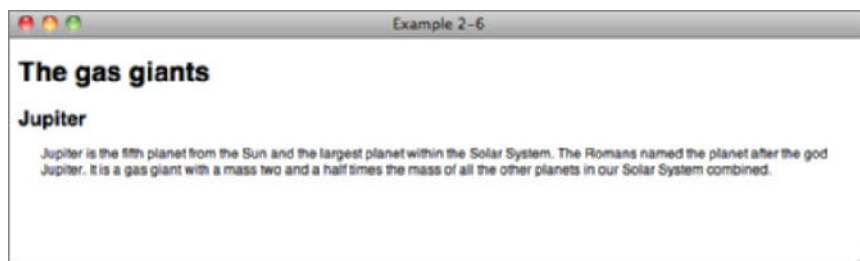 Example 2-6
The gas giants
Jupiter
Jupiter is the fifth planet from the Sun and the largest planet within the Solar System. The Romans named the planet after the god
Jupiter. It is a gas giant with a mass two and a half times the mass of all the other planets in our Solar System combined.